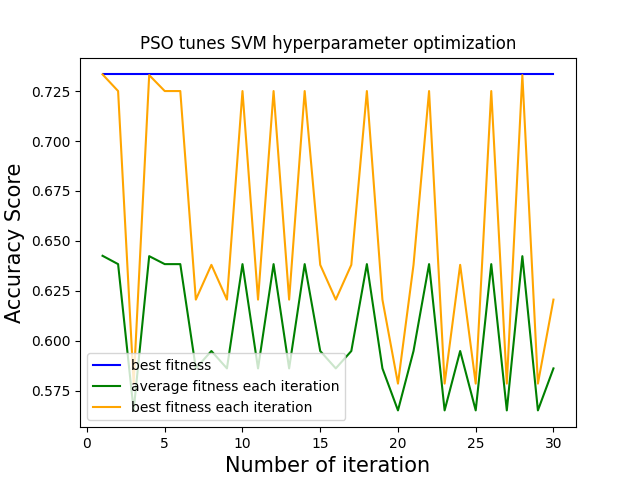 PSO tunes SVM hyperparameter optimization
Accuracy Score
0.725
0.700
0.675
0.650
0.625
0.600
0.575
best fitness
average fitness each iteration
best fitness each iteration
0 5 10 15 20 25 30
Number of iteration